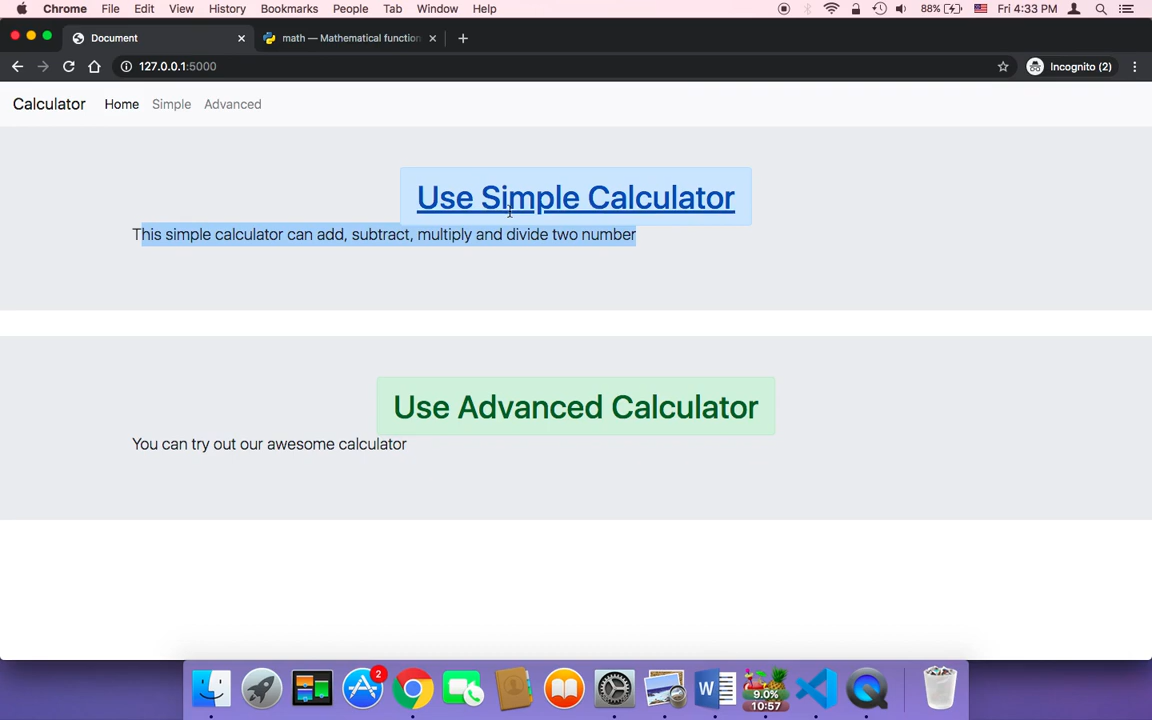 Chrome File Edit View History Bookmarks People Tab Window Help 88% Fri 4:33 PM
Document math — Mathematical function
127.0.0.1:5000 Incognito (2)
Calculator Home Simple Advanced
Use Simple Calculator
This simple calculator can add, subtract, multiply and divide two number
Use Advanced Calculator
You can try out our awesome calculator
2
W
9.0%
10:57